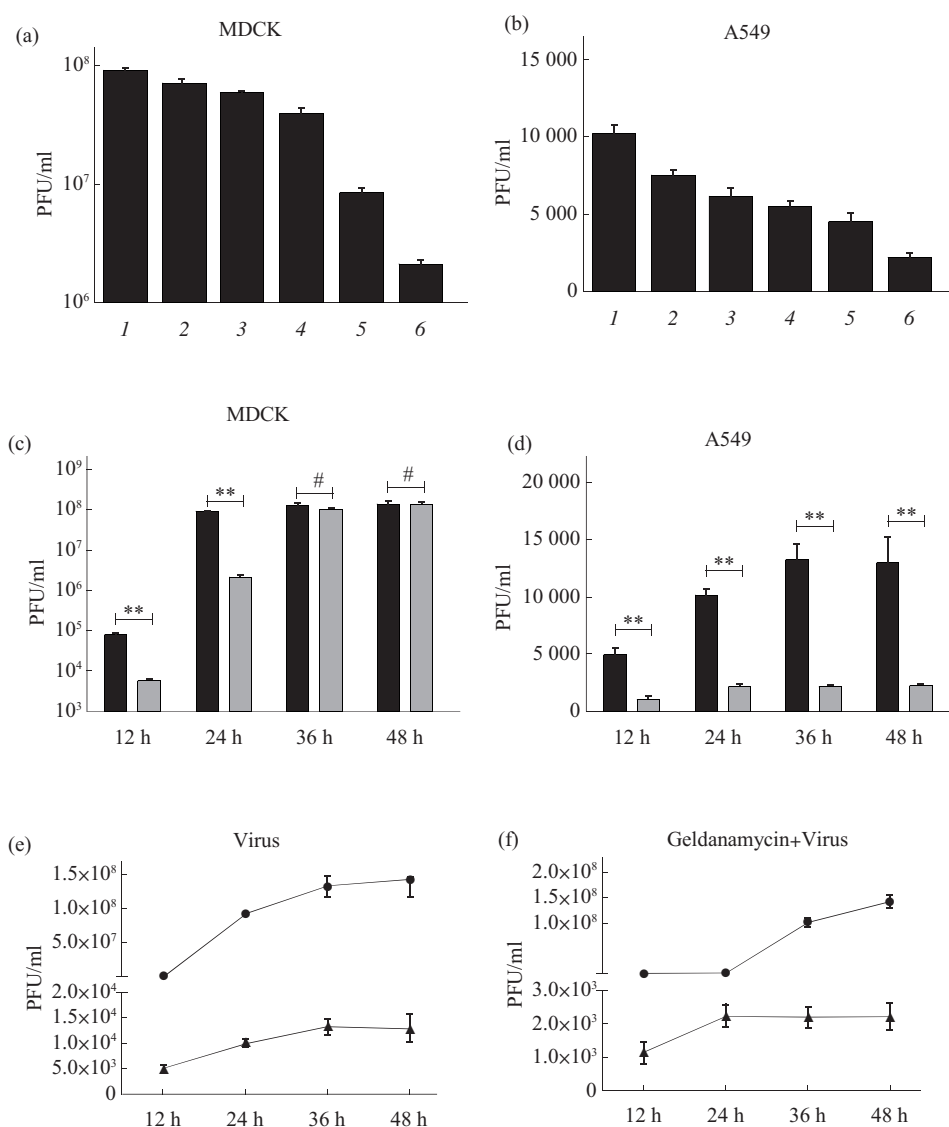 (a)
MDCK
10⁸
10⁷
10⁶
PFU/ml
1 2 3 4 5 6
(b)
A549
15 000
10 000
5 000
0
PFU/ml
1 2 3 4 5 6
(c)
MDCK
10⁹
10⁸
10⁷
10⁶
10⁵
10⁴
10³
PFU/ml
** ** # #
12 h 24 h 36 h 48 h
(d)
A549
20 000
15 000
10 000
5 000
0
PFU/ml
** ** ** **
12 h 24 h 36 h 48 h
(e)
Virus
1.5×10⁸
1.0×10⁸
5.0×10⁷
2.0×10⁴
1.5×10⁴
1.0×10⁴
5.0×10³
0
PFU/ml
12 h 24 h 36 h 48 h
(f)
Geldanamycin+Virus
2.0×10⁸
1.5×10⁸
1.0×10⁸
3.0×10³
2.0×10³
1.0×10³
0
PFU/ml
12 h 24 h 36 h 48 h